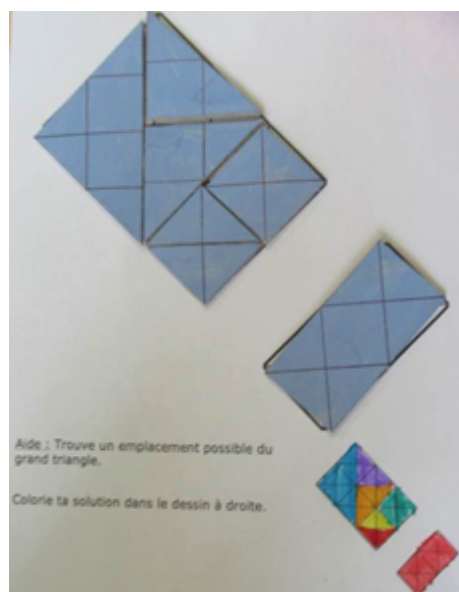 Aide : Trouve un emplacement possible du
grand triangle.
Colorie ta solution dans le dessin à droite.